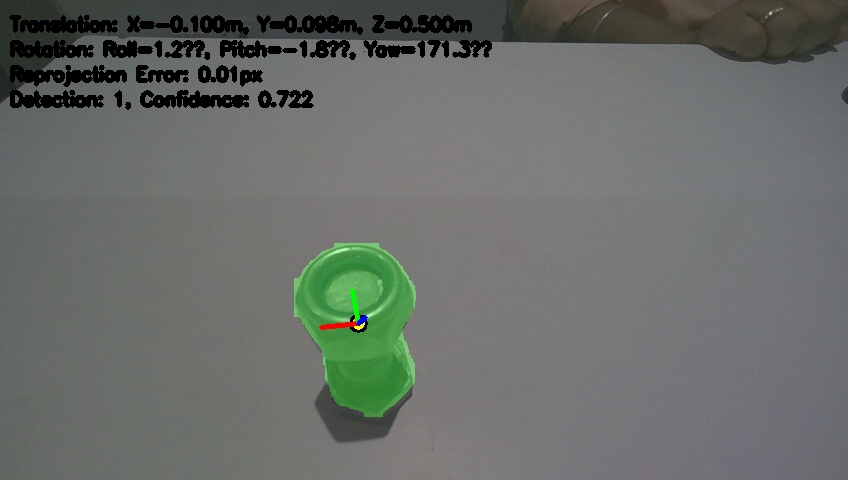 Translation: X=-0.100m, Y=0.098m, Z=0.500m
Rotation: Roll=1.2??, Pitch=-1.8??, Yaw=171.3??
Reprojection Error: 0.01px
Detection: 1, Confidence: 0.722